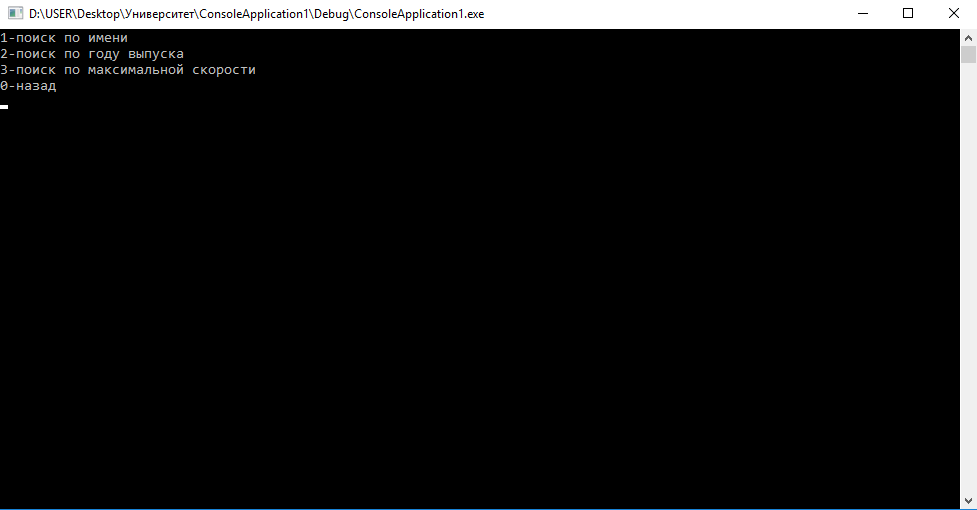 D:\USER\Desktop\Университет\ConsoleApplication1\Debug\ConsoleApplication1.exe
1-поиск по имени
2-поиск по году выпуска
3-поиск по максимальной скорости
0-назад